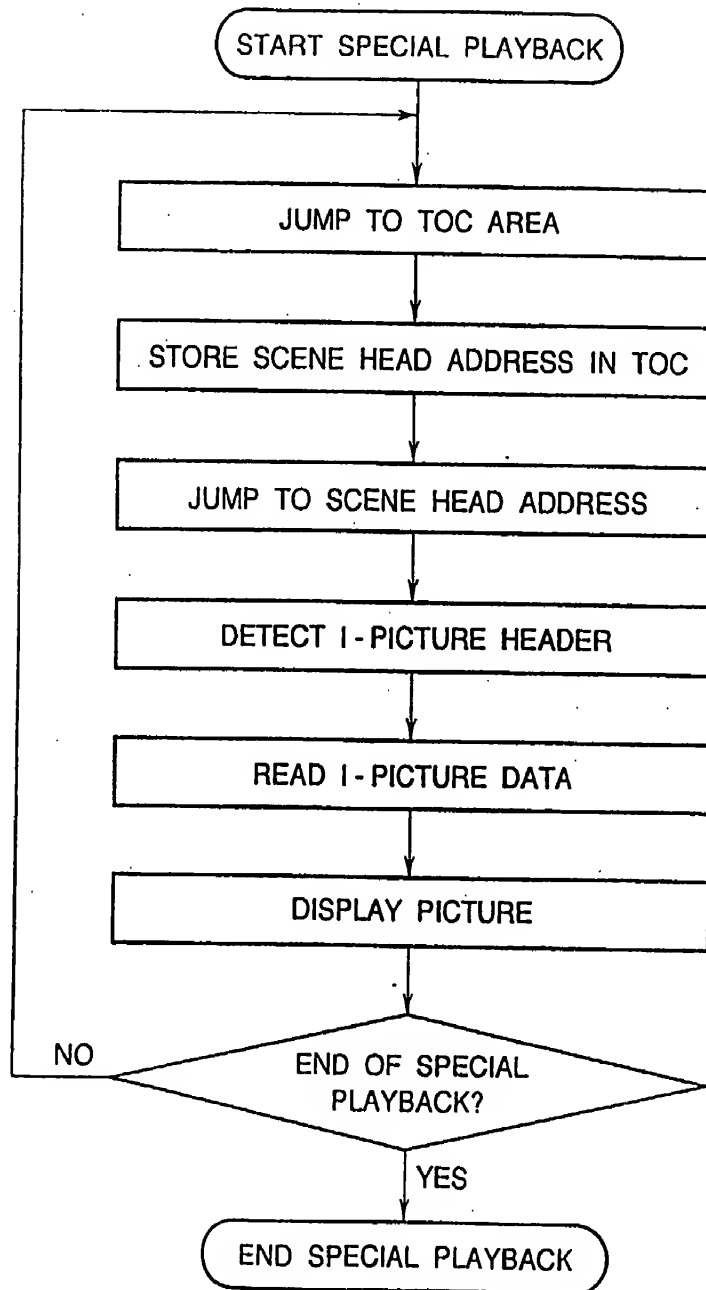 START SPECIAL PLAYBACK
JUMP TO TOC AREA
STORE SCENE HEAD ADDRESS IN TOC
JUMP TO SCENE HEAD ADDRESS
DETECT I-PICTURE HEADER
READ I-PICTURE DATA
DISPLAY PICTURE
NO
END OF SPECIAL
PLAYBACK?
YES
END SPECIAL PLAYBACK